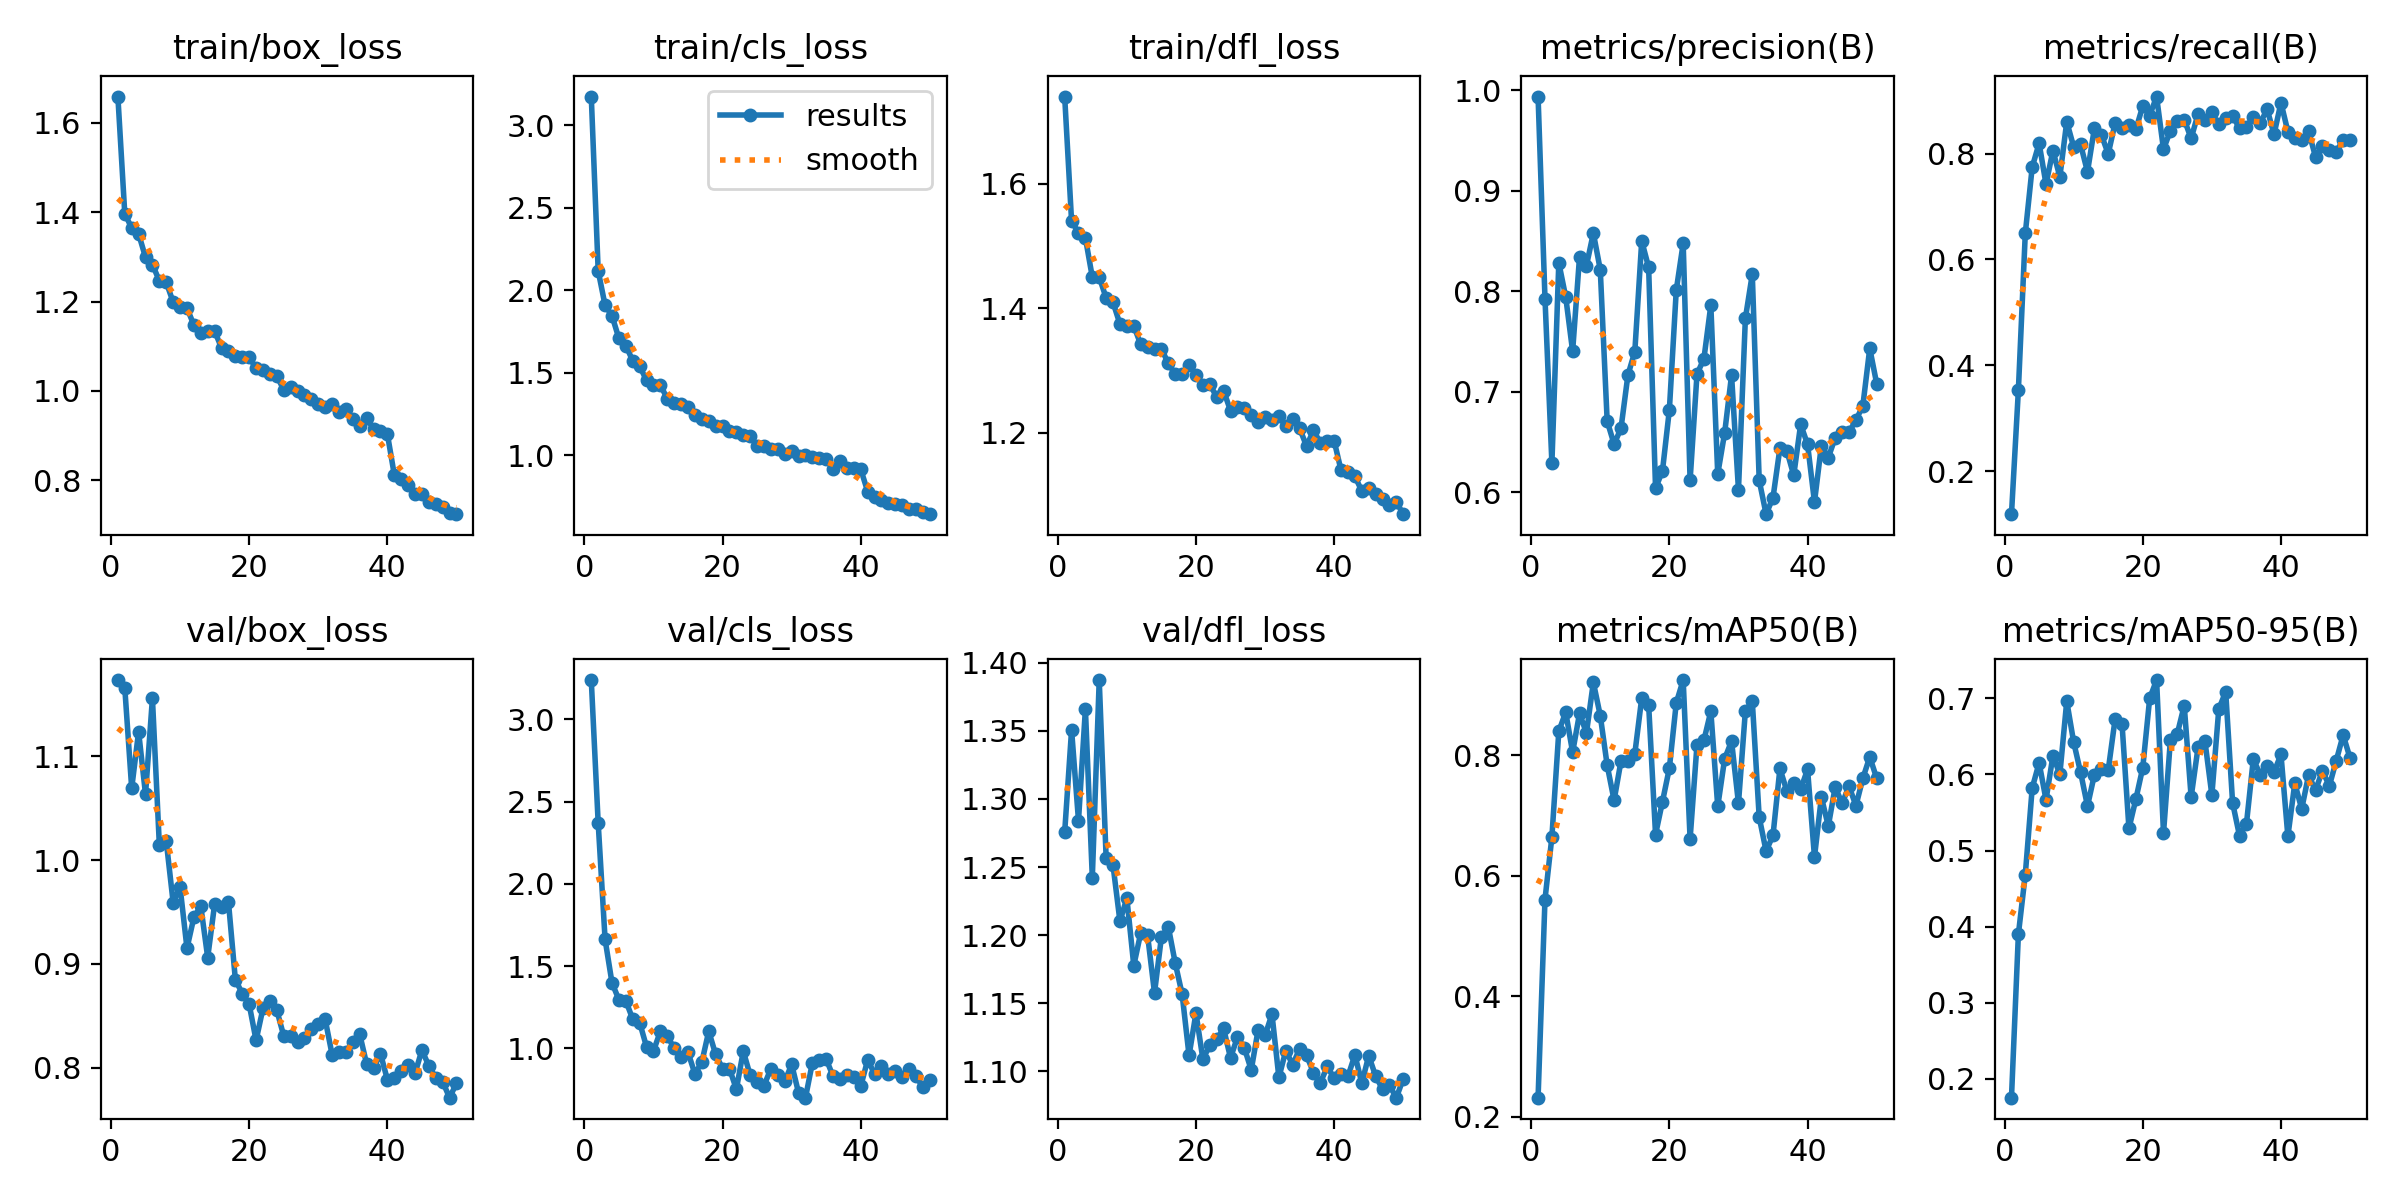 train/box_loss
1.6
1.4
1.2
1.0
0.8
0 20 40
train/cls_loss
results
smooth
3.0
2.5
2.0
1.5
1.0
0 20 40
train/dfl_loss
1.6
1.4
1.2
0 20 40
metrics/precision(B)
1.0
0.9
0.8
0.7
0.6
0 20 40
metrics/recall(B)
0.8
0.6
0.4
0.2
0 20 40
val/box_loss
1.1
1.0
0.9
0.8
0 20 40
val/cls_loss
3.0
2.5
2.0
1.5
1.0
0 20 40
val/dfl_loss
1.40
1.35
1.30
1.25
1.20
1.15
1.10
0 20 40
metrics/mAP50(B)
0.8
0.6
0.4
0.2
0 20 40
metrics/mAP50-95(B)
0.7
0.6
0.5
0.4
0.3
0.2
0 20 40